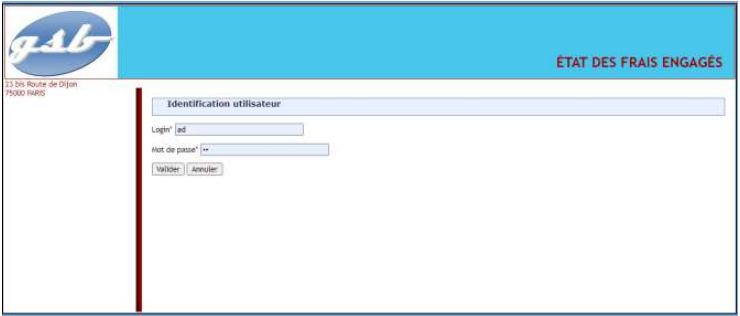 gsb
ÉTAT DES FRAIS ENGAGÉS
23 bis Route de Dijon
75000 PARIS
Identification utilisateur
Login* ad
Mot de passe* ••
Valider Annuler